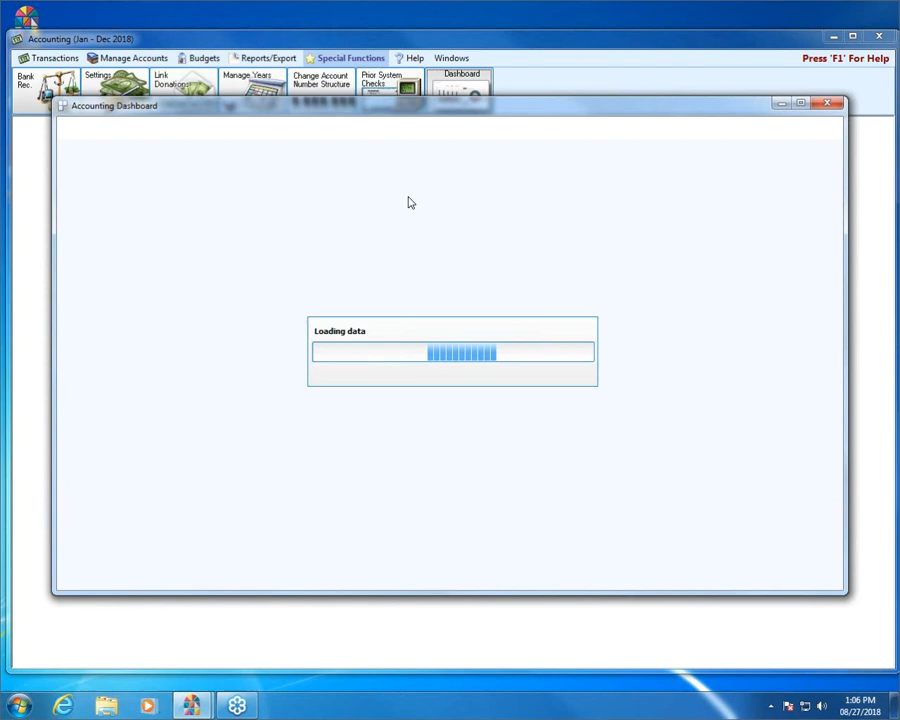 Accounting (Jan - Dec 2018)
Transactions Manage Accounts Budgets Reports/Export Special Functions Help Windows Press 'F1' For Help
Bank Rec.
Settings
Link Donations
Manage Years
Change Account Number Structure
Prior System Checks
Dashboard
Accounting Dashboard
Loading data
1:06 PM
08/27/2018